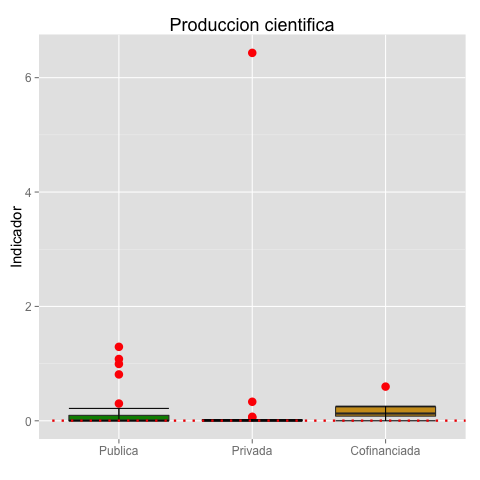 Produccion cientifica
Indicador
6
4
2
0
Publica
Privada
Cofinanciada